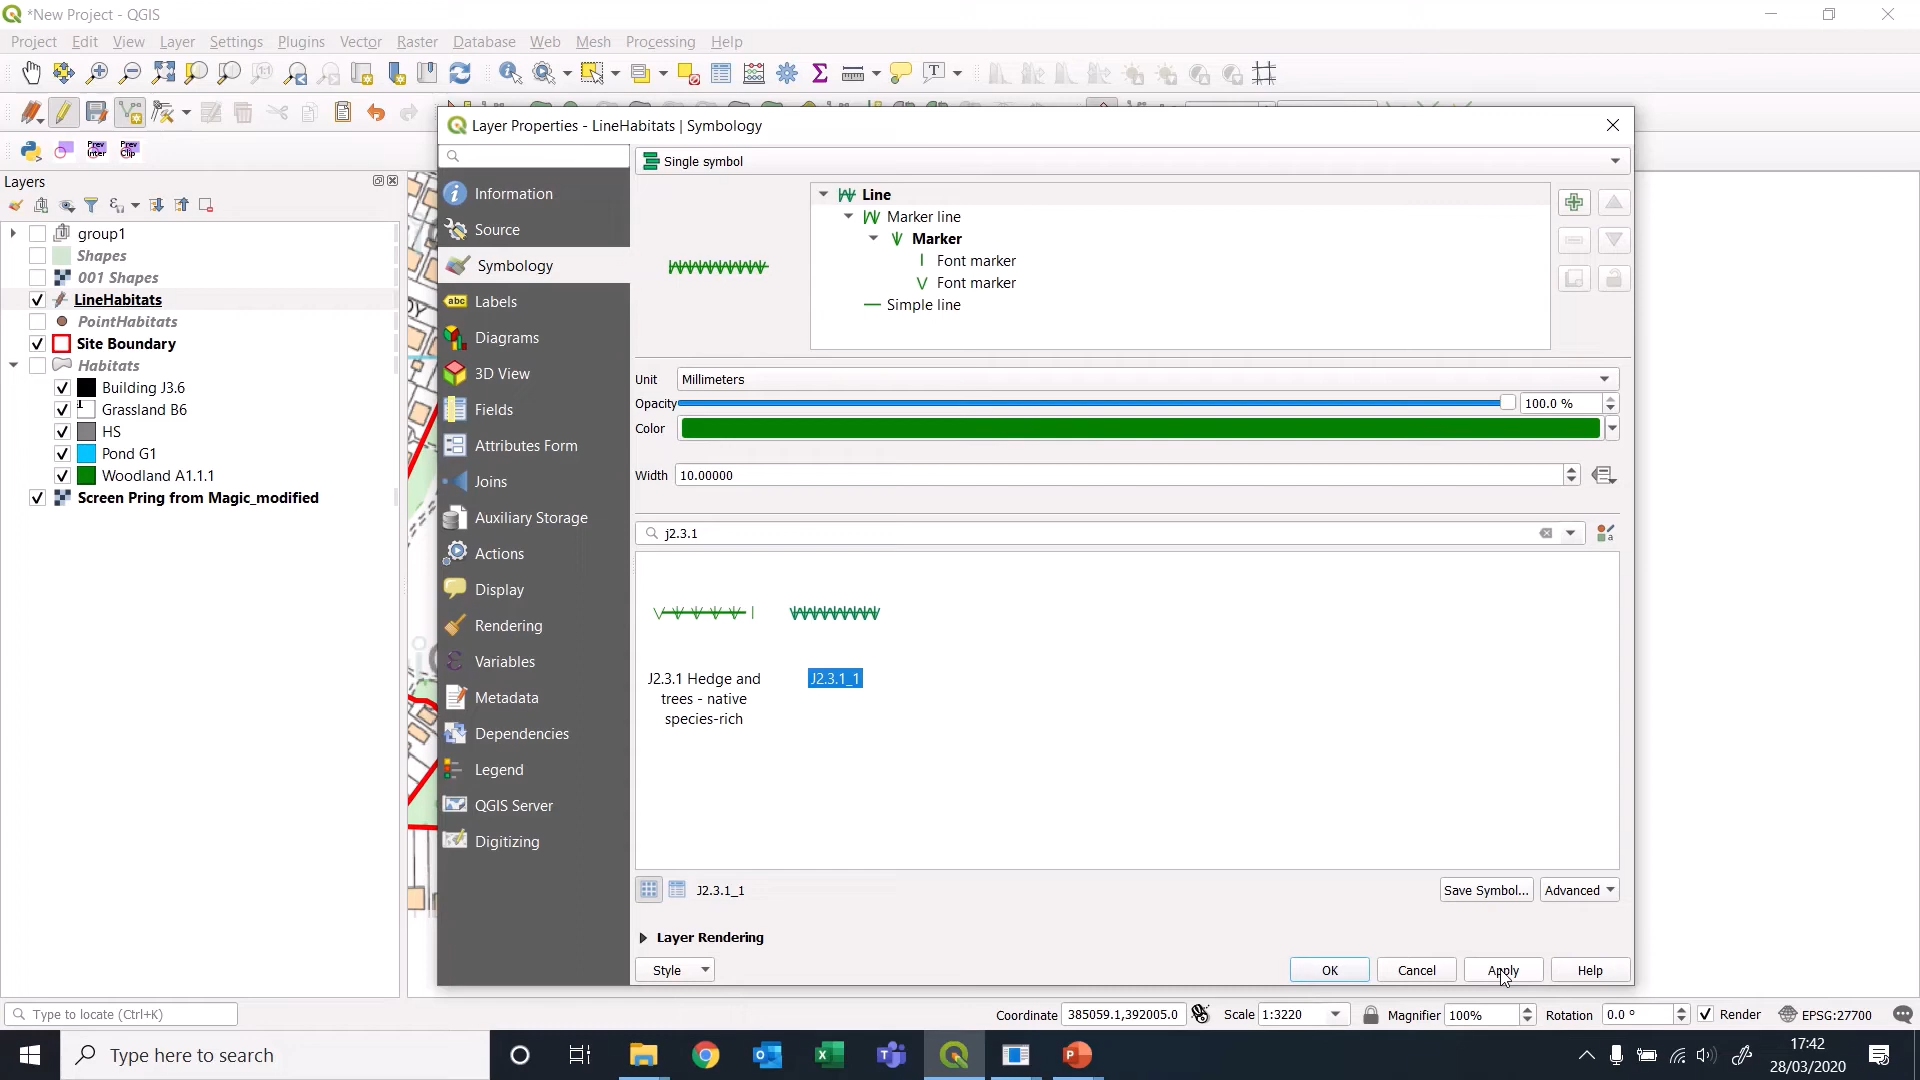 *New Project - QGIS
Project Edit View Layer Settings Plugins Vector Raster Database Web Mesh Processing Help
Prev Inter
Prev Clip
Layers
group1
Shapes
001 Shapes
LineHabitats
PointHabitats
Site Boundary
Habitats
Building J3.6
Grassland B6
HS
Pond G1
Woodland A1.1.1
Screen Pring from Magic_modified
Layer Properties - LineHabitats | Symbology
Information
Source
Symbology
abc Labels
Diagrams
3D View
Fields
Attributes Form
Joins
Auxiliary Storage
Actions
Display
Rendering
Variables
Metadata
Dependencies
Legend
QGIS Server
Digitizing
Single symbol
Line
Marker line
Marker
Font marker
Font marker
Simple line
Unit Millimeters
Opacity 100.0 %
Color
Width 10.00000
j2.3.1
J2.3.1 Hedge and trees - native species-rich
J2.3.1_1
J2.3.1_1
Save Symbol... Advanced
Layer Rendering
Style OK Cancel Apply Help
Type to locate (Ctrl+K)
Coordinate 385059.1,392005.0 Scale 1:3220 Magnifier 100% Rotation 0.0 ° Render EPSG:27700
Type here to search
17:42
28/03/2020